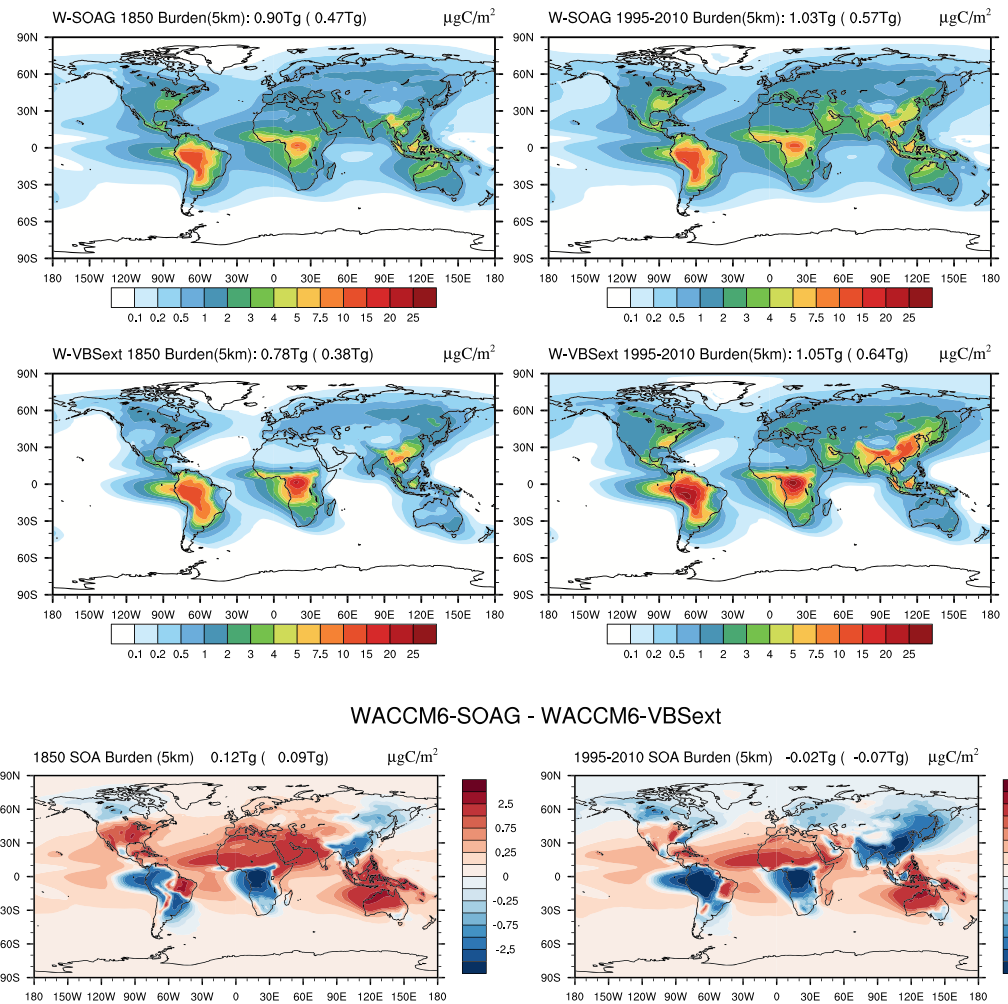 W-SOAG 1850 Burden(5km): 0.90Tg ( 0.47Tg) µgC/m²
90N
60N
30N
0
30S
60S
90S
180 150W 120W 90W 60W 30W 0 30E 60E 90E 120E 150E 180
0.1 0.2 0.5 1 2 3 4 5 7.5 10 15 20 25
W-SOAG 1995-2010 Burden(5km): 1.03Tg ( 0.57Tg) µgC/m²
90N
60N
30N
0
30S
60S
90S
180 150W 120W 90W 60W 30W 0 30E 60E 90E 120E 150E 180
0.1 0.2 0.5 1 2 3 4 5 7.5 10 15 20 25
W-VBSext 1850 Burden(5km): 0.78Tg ( 0.38Tg) µgC/m²
90N
60N
30N
0
30S
60S
90S
180 150W 120W 90W 60W 30W 0 30E 60E 90E 120E 150E 180
0.1 0.2 0.5 1 2 3 4 5 7.5 10 15 20 25
W-VBSext 1995-2010 Burden(5km): 1.05Tg ( 0.64Tg) µgC/m²
90N
60N
30N
0
30S
60S
90S
180 150W 120W 90W 60W 30W 0 30E 60E 90E 120E 150E 180
0.1 0.2 0.5 1 2 3 4 5 7.5 10 15 20 25
WACCM6-SOAG - WACCM6-VBSext
1850 SOA Burden (5km) 0.12Tg ( 0.09Tg) µgC/m²
90N
60N
30N
0
30S
60S
90S
180 150W 120W 90W 60W 30W 0 30E 60E 90E 120E 150E 180
2.5
0.75
0.25
0
-0.25
-0.75
-2.5
1995-2010 SOA Burden (5km) -0.02Tg ( -0.07Tg) µgC/m²
90N
60N
30N
0
30S
60S
90S
180 150W 120W 90W 60W 30W 0 30E 60E 90E 120E 150E 180